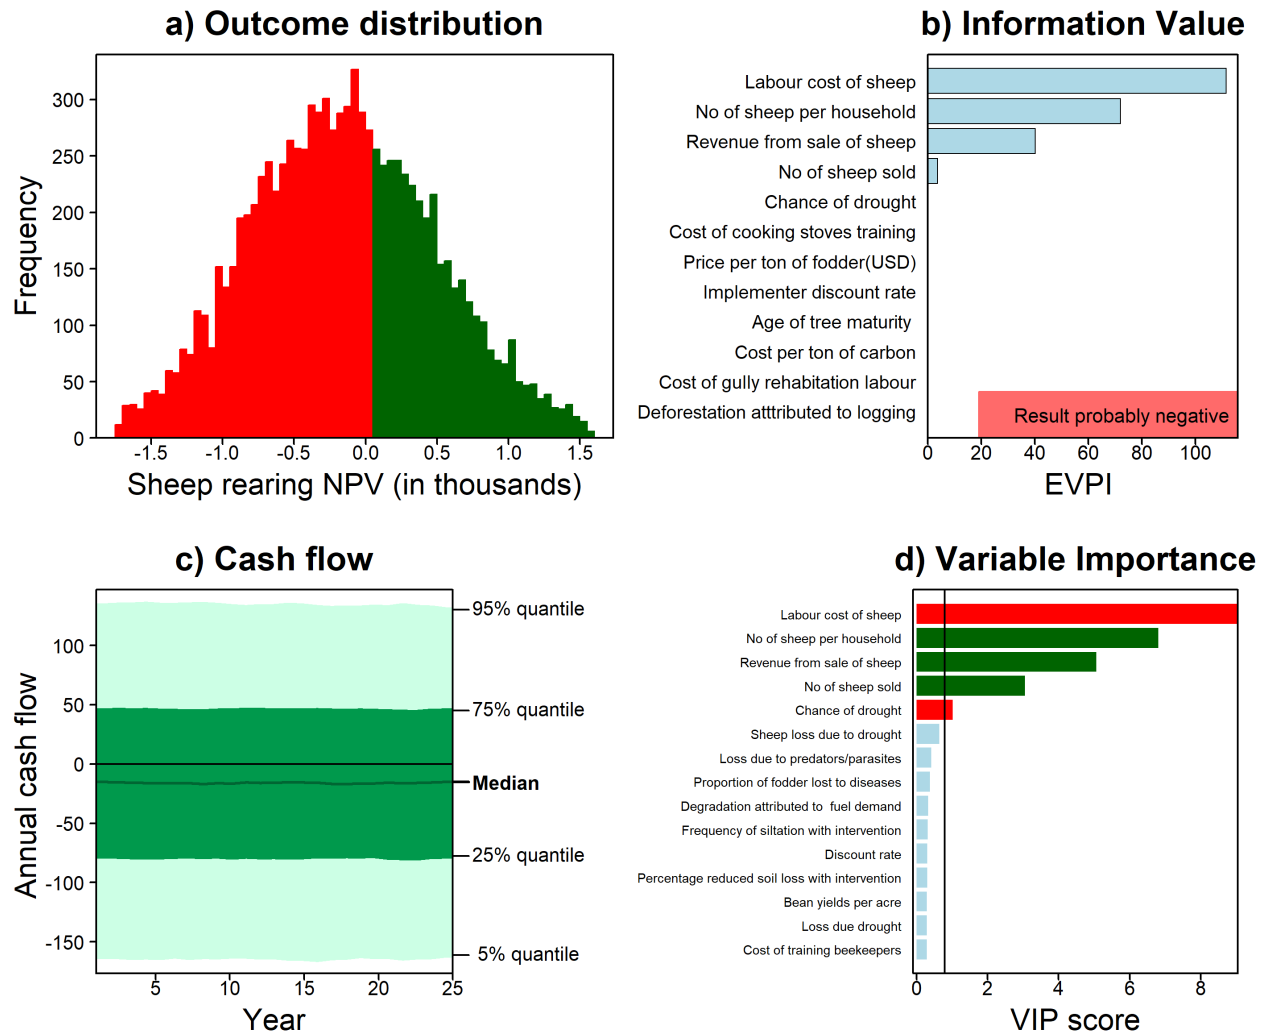 a) Outcome distribution
Frequency
300
250
200
150
100
50
0
-1.5
-1.0
-0.5
0.0
0.5
1.0
1.5
Sheep rearing NPV (in thousands)
b) Information Value
Labour cost of sheep
No of sheep per household
Revenue from sale of sheep
No of sheep sold
Chance of drought
Cost of cooking stoves training
Price per ton of fodder(USD)
Implementer discount rate
Age of tree maturity
Cost per ton of carbon
Cost of gully rehabitation labour
Deforestation atttributed to logging
Result probably negative
0
20
40
60
80
100
EVPI
c) Cash flow
Annual cash flow
100
50
0
-50
-100
-150
95% quantile
75% quantile
Median
25% quantile
5% quantile
5
10
15
20
25
Year
d) Variable Importance
Labour cost of sheep
No of sheep per household
Revenue from sale of sheep
No of sheep sold
Chance of drought
Sheep loss due to drought
Loss due to predators/parasites
Proportion of fodder lost to diseases
Degradation attributed to  fuel demand
Frequency of siltation with intervention
Discount rate
Percentage reduced soil loss with intervention
Bean yields per acre
Loss due drought
Cost of training beekeepers
0
2
4
6
8
VIP score